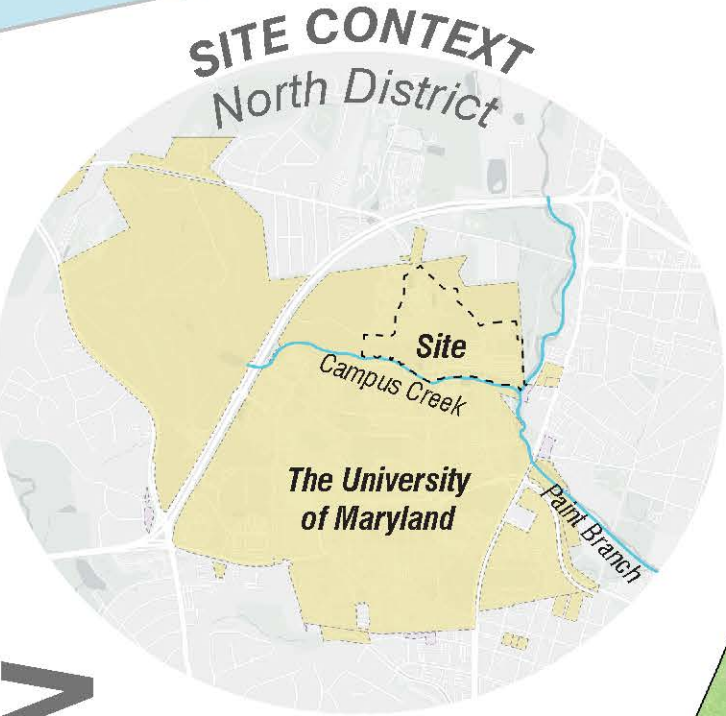 SITE CONTEXT
North District
Site
Campus Creek
The University
of Maryland
Paint Branch